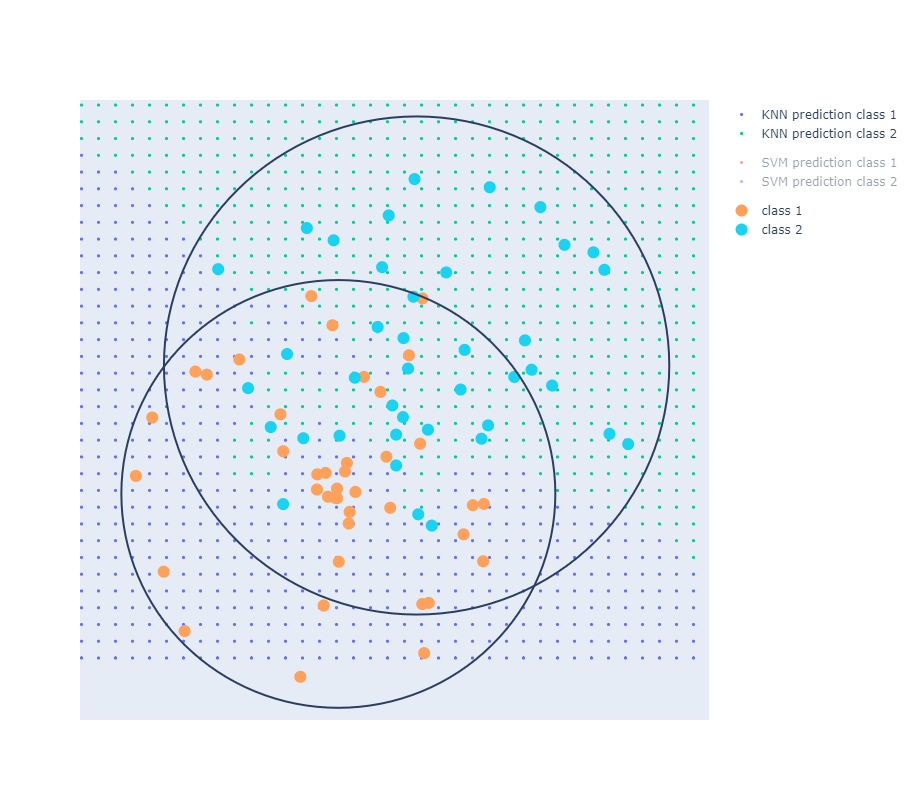 KNN prediction class 1
KNN prediction class 2
SVM prediction class 1
SVM prediction class 2
class 1
class 2